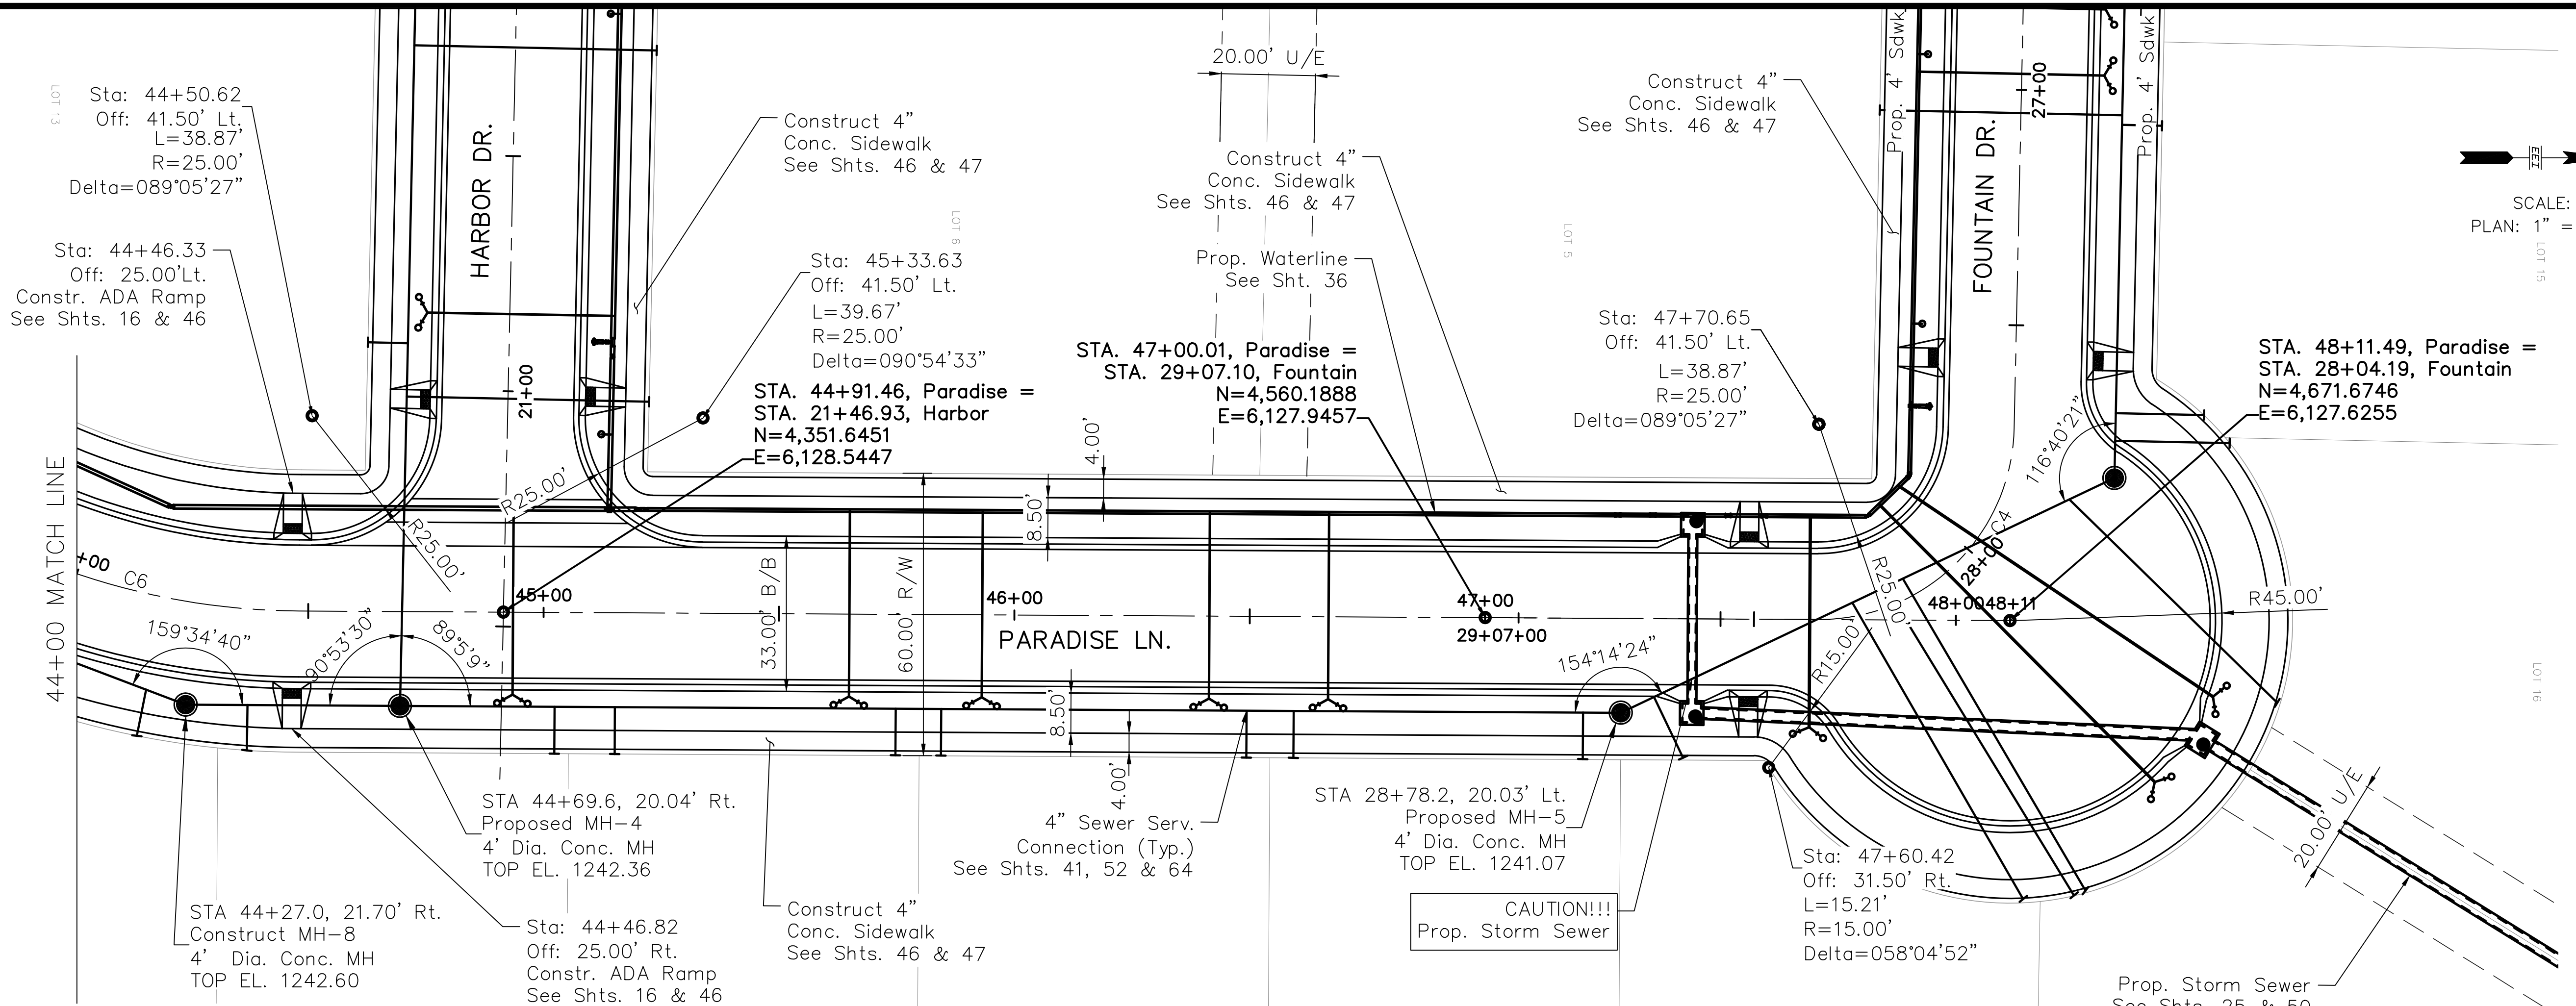 LOT 13
Sta: 44+50.62
Off: 41.50' Lt.
L=38.87'
R=25.00'
Delta=089°05'27"
Sta: 44+46.33
Off: 25.00'Lt.
Constr. ADA Ramp
See Shts. 16 & 46
44+00 MATCH LINE
HARBOR DR.
21+00
Construct 4"
Conc. Sidewalk
See Shts. 46 & 47
LOT 6
Sta: 45+33.63
Off: 41.50' Lt.
L=39.67'
R=25.00'
Delta=090°54'33"
STA. 44+91.46, Paradise =
STA. 21+46.93, Harbor
N=4,351.6451
E=6,128.5447
20.00' U/E
Construct 4"
Conc. Sidewalk
See Shts. 46 & 47
Prop. Waterline
See Sht. 36
STA. 47+00.01, Paradise =
STA. 29+07.10, Fountain
N=4,560.1888
E=6,127.9457
LOT 5
Construct 4"
Conc. Sidewalk
See Shts. 46 & 47
Sta: 47+70.65
Off: 41.50' Lt.
L=38.87'
R=25.00'
Delta=089°05'27"
Prop. 4' Sdwk
FOUNTAIN DR.
27+00
Prop. 4' Sdwk
EEI
SCALE:
PLAN: 1" =
LOT 15
STA. 48+11.49, Paradise =
STA. 28+04.19, Fountain
N=4,671.6746
E=6,127.6255
116°40'21"
R25.00'
R25.00'
4.00'
8.50'
+00
C6
45+00
46+00
47+00
29+07+00
48+00
48+11
28+00
C4
R25.00'
R15.00'
R45.00'
PARADISE LN.
33.00' B/B
60.00' R/W
159°34'40"
90°53'30"
89°5'9"
154°14'24"
8.50'
4.00'
LOT 16
20.00' U/E
STA 44+69.6, 20.04' Rt.
Proposed MH-4
4' Dia. Conc. MH
TOP EL. 1242.36
STA 44+27.0, 21.70' Rt.
Construct MH-8
4' Dia. Conc. MH
TOP EL. 1242.60
Sta: 44+46.82
Off: 25.00' Rt.
Constr. ADA Ramp
See Shts. 16 & 46
Construct 4"
Conc. Sidewalk
See Shts. 46 & 47
4" Sewer Serv.
Connection (Typ.)
See Shts. 41, 52 & 64
STA 28+78.2, 20.03' Lt.
Proposed MH-5
4' Dia. Conc. MH
TOP EL. 1241.07
CAUTION!!!
Prop. Storm Sewer
Sta: 47+60.42
Off: 31.50' Rt.
L=15.21'
R=15.00'
Delta=058°04'52"
Prop. Storm Sewer
See Shts. 25 & 50